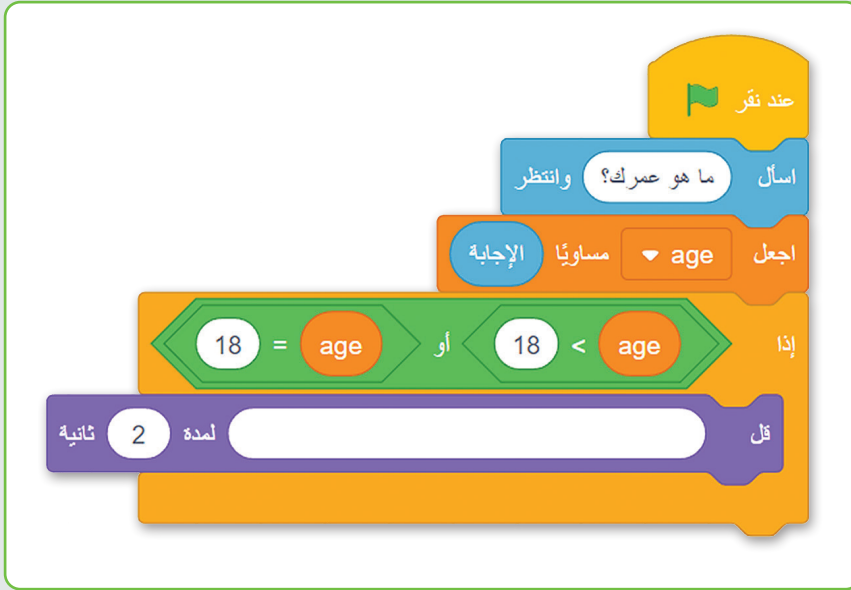 عند نقر
اسأل ما هو عمرك؟ وانتظر
اجعل age مساويًا الإجابة
إذا age < 18 أو age = 18
قل لمدة 2 ثانية